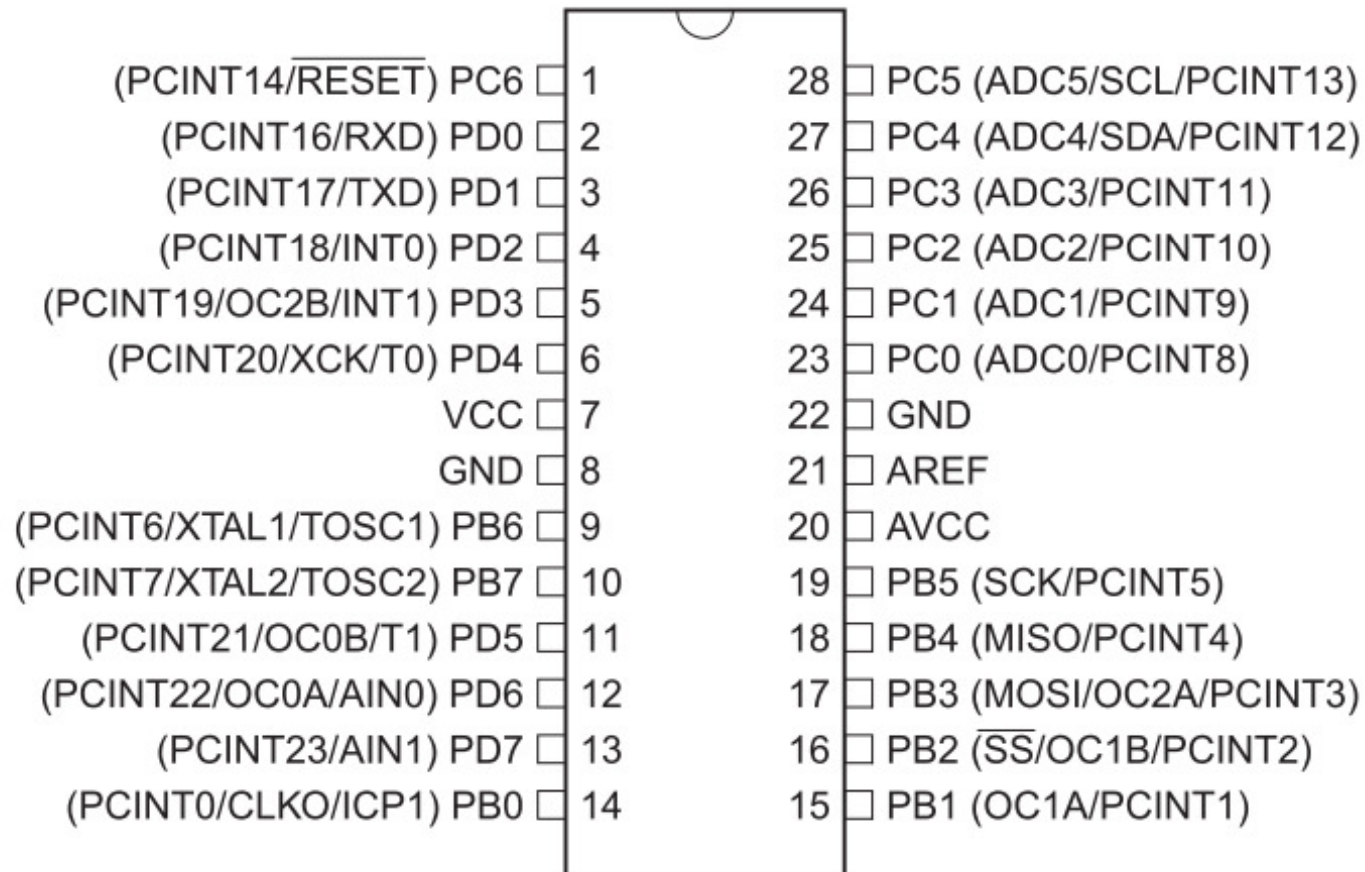 (PCINT14/RESET) PC6 1 28 PC5 (ADC5/SCL/PCINT13)
(PCINT16/RXD) PD0 2 27 PC4 (ADC4/SDA/PCINT12)
(PCINT17/TXD) PD1 3 26 PC3 (ADC3/PCINT11)
(PCINT18/INT0) PD2 4 25 PC2 (ADC2/PCINT10)
(PCINT19/OC2B/INT1) PD3 5 24 PC1 (ADC1/PCINT9)
(PCINT20/XCK/T0) PD4 6 23 PC0 (ADC0/PCINT8)
VCC 7 22 GND
GND 8 21 AREF
(PCINT6/XTAL1/TOSC1) PB6 9 20 AVCC
(PCINT7/XTAL2/TOSC2) PB7 10 19 PB5 (SCK/PCINT5)
(PCINT21/OC0B/T1) PD5 11 18 PB4 (MISO/PCINT4)
(PCINT22/OC0A/AIN0) PD6 12 17 PB3 (MOSI/OC2A/PCINT3)
(PCINT23/AIN1) PD7 13 16 PB2 (SS/OC1B/PCINT2)
(PCINT0/CLKO/ICP1) PB0 14 15 PB1 (OC1A/PCINT1)